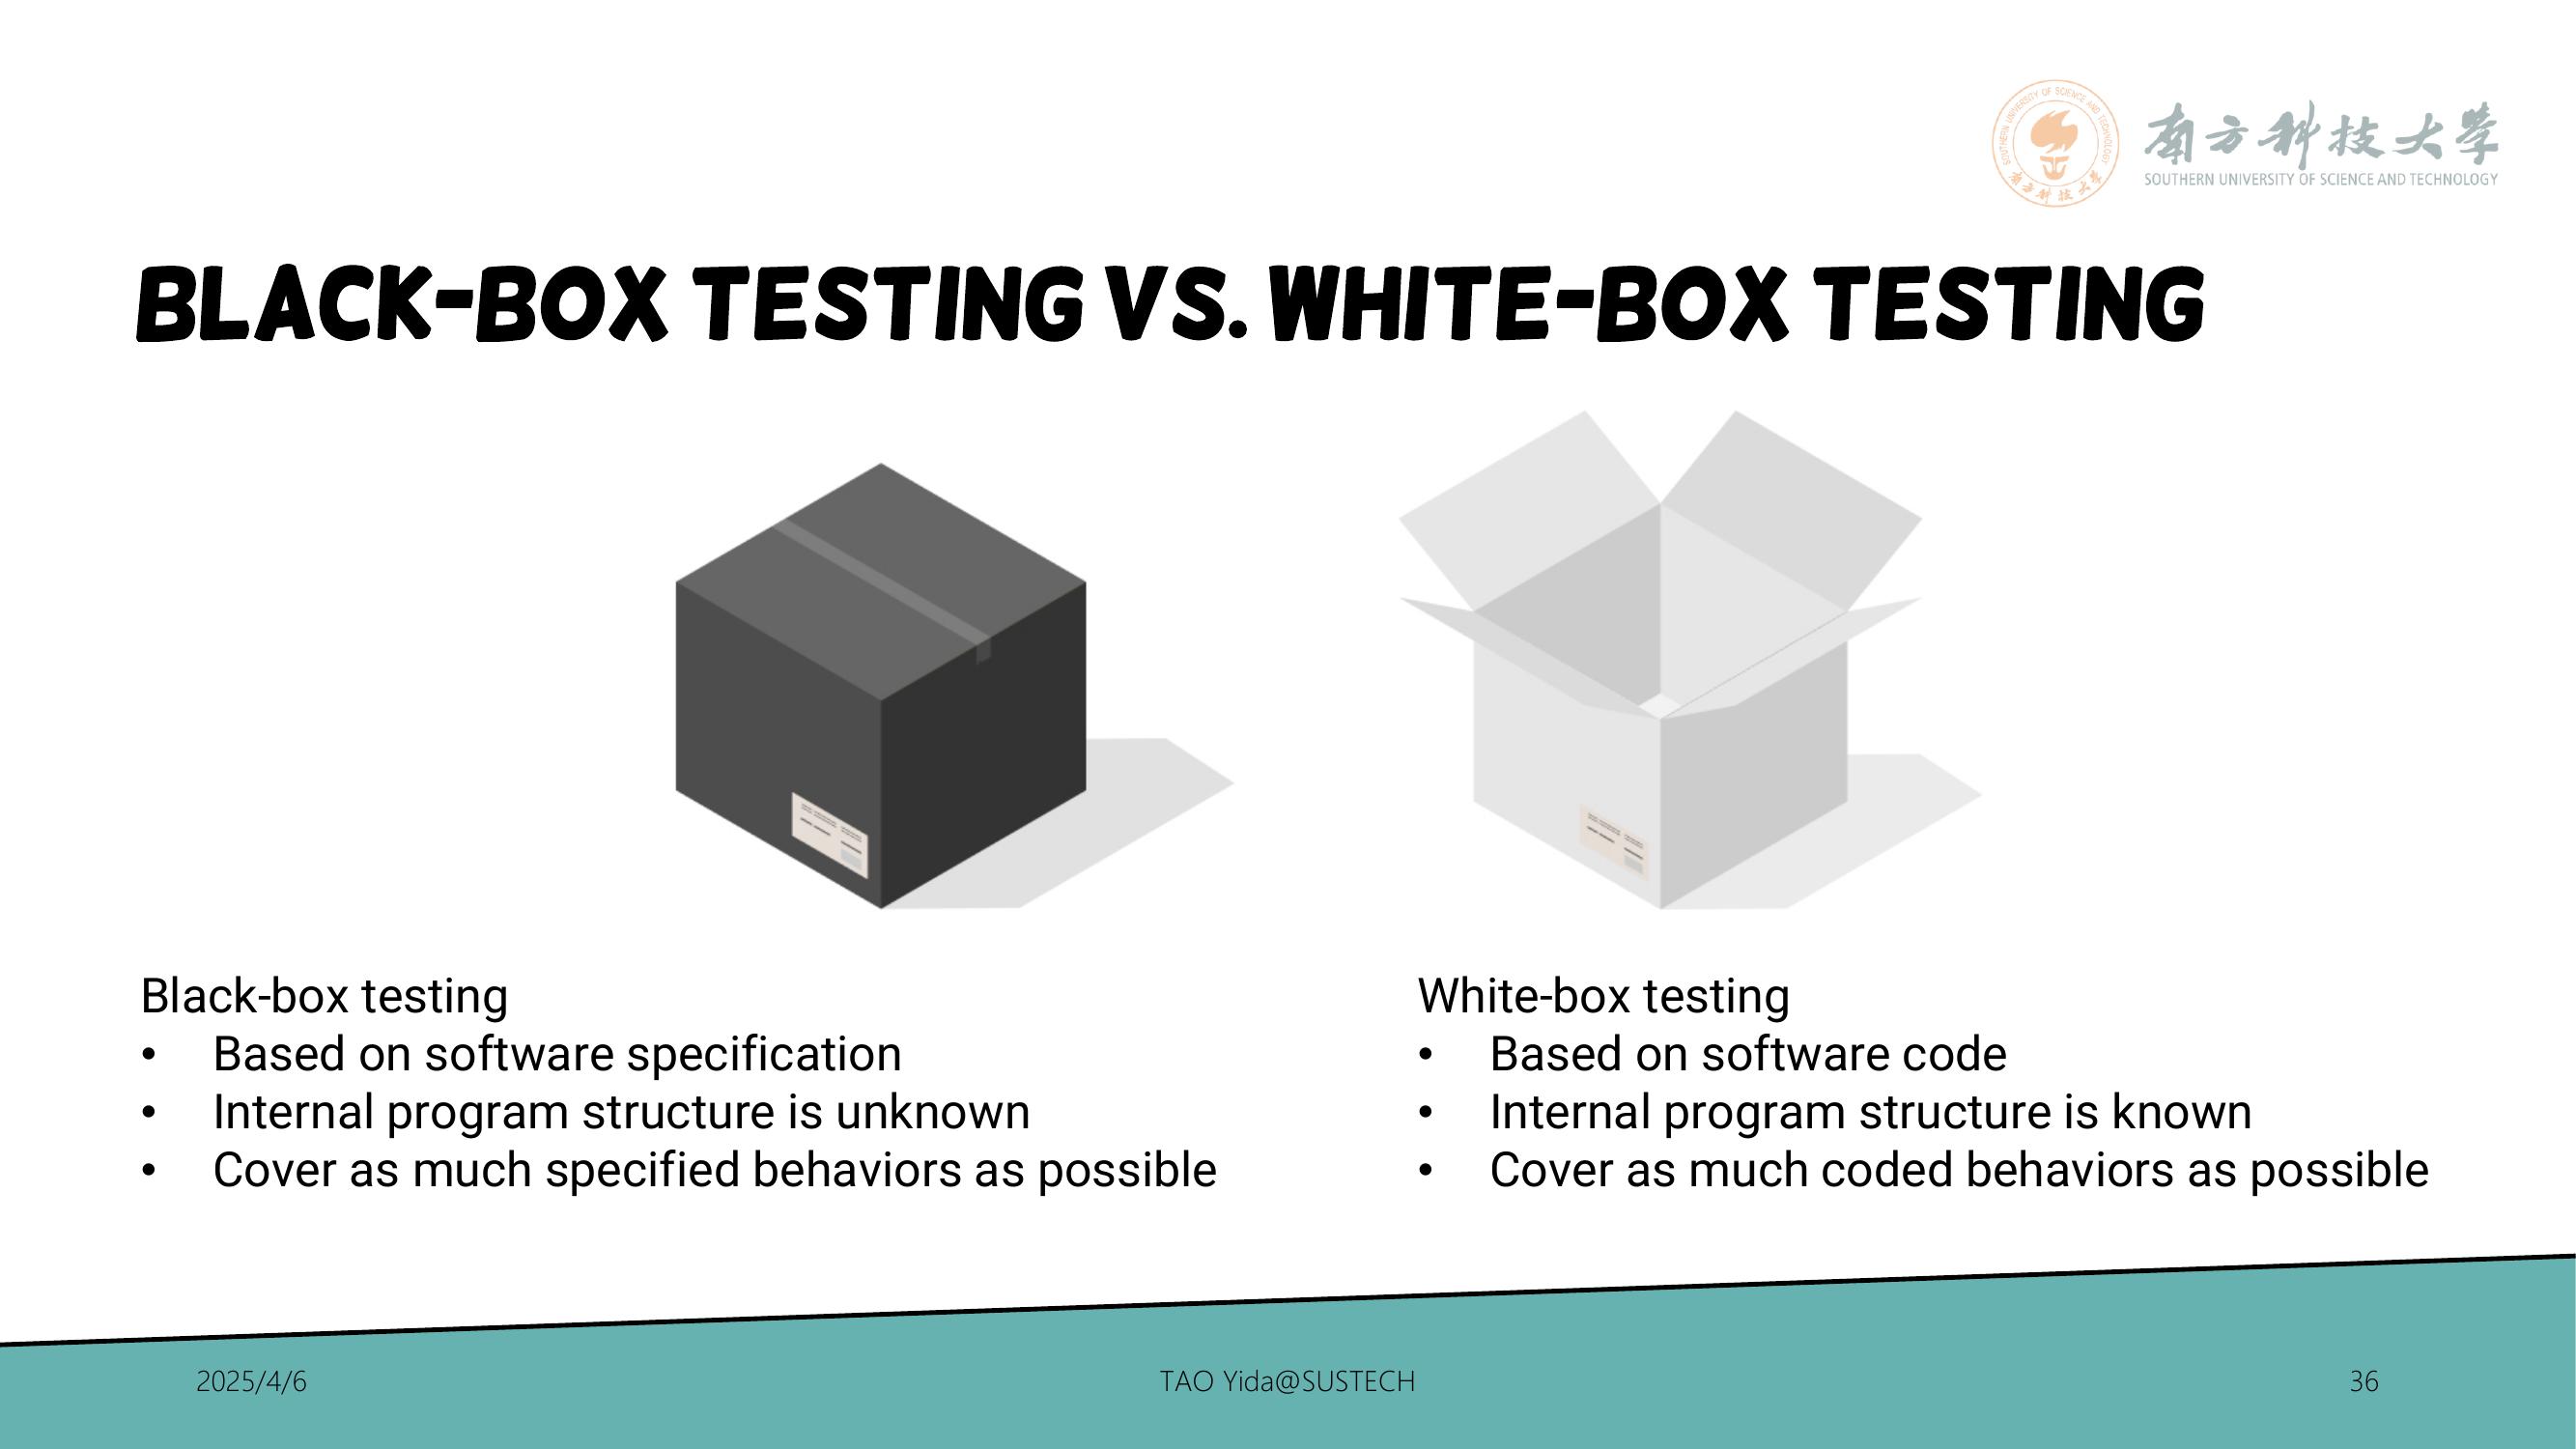 南方科技大学
SOUTHERN UNIVERSITY OF SCIENCE AND TECHNOLOGY
BLACK-BOX TESTING VS. WHITE-BOX TESTING
Black-box testing
• Based on software specification
• Internal program structure is unknown
• Cover as much specified behaviors as possible
White-box testing
• Based on software code
• Internal program structure is known
• Cover as much coded behaviors as possible
2025/4/6
TAO Yida@SUSTECH
36